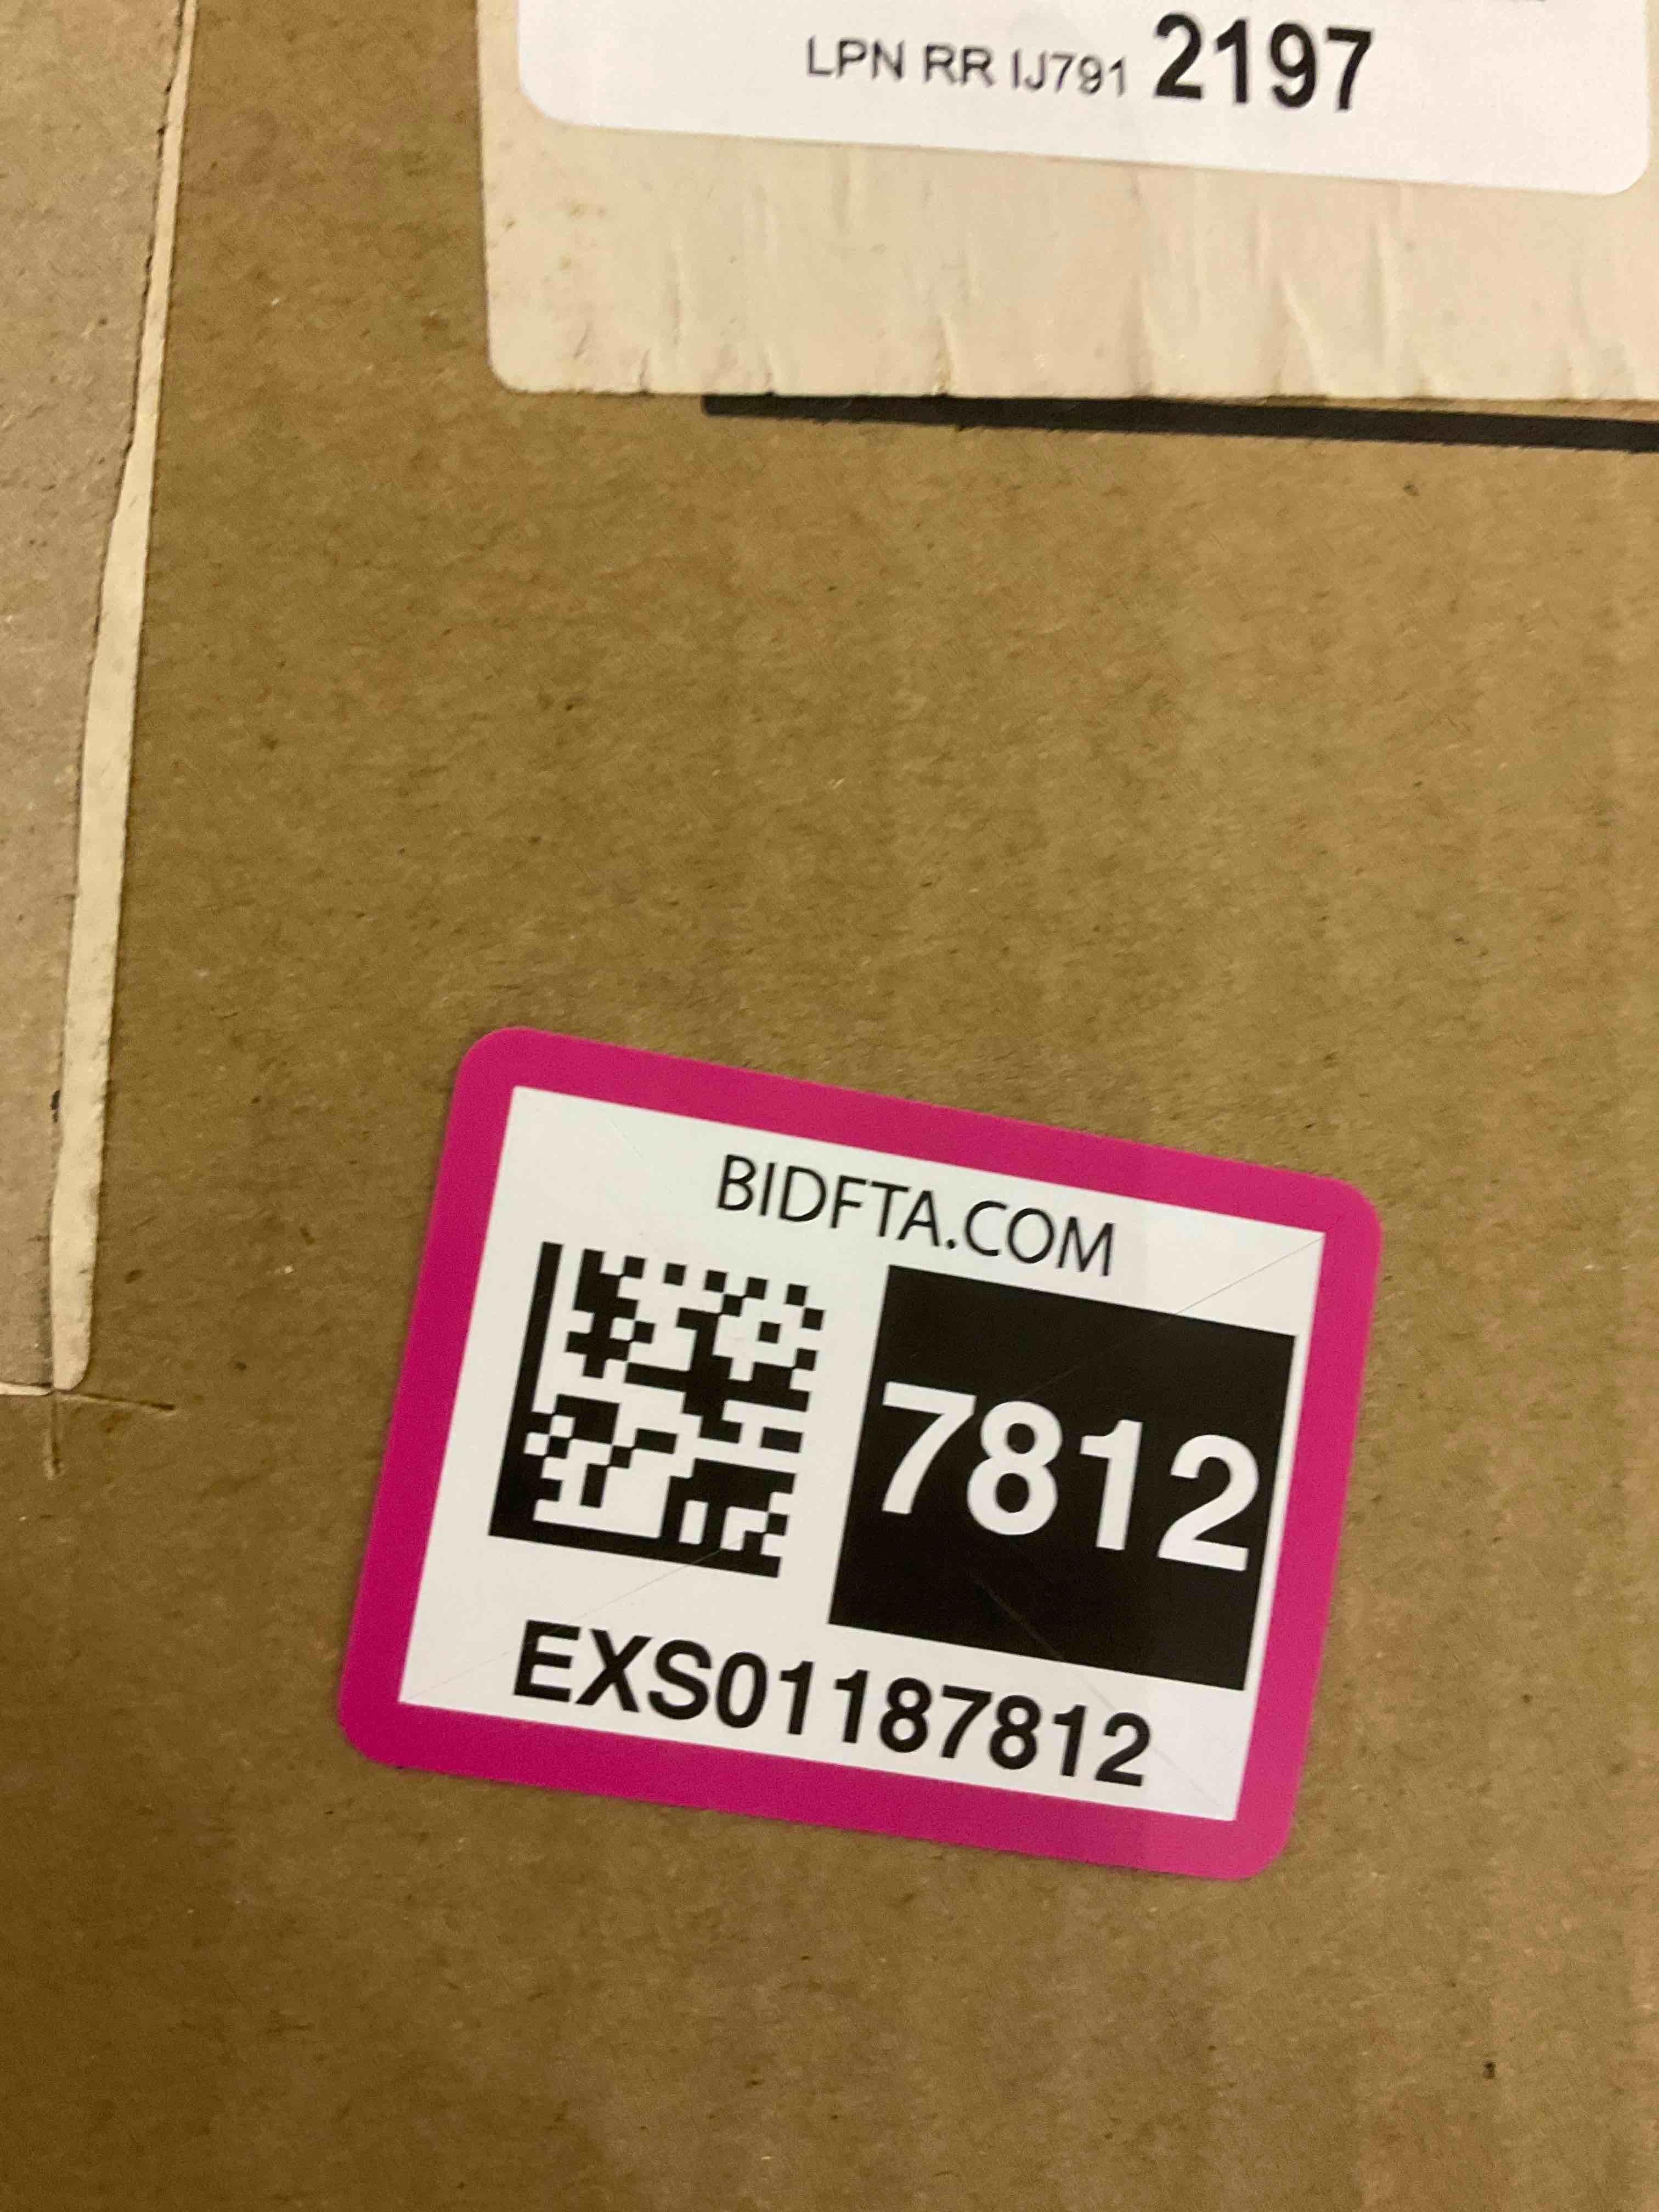 LPN RR IJ791 2197
BIDFTA.COM
7812
EXS01187812